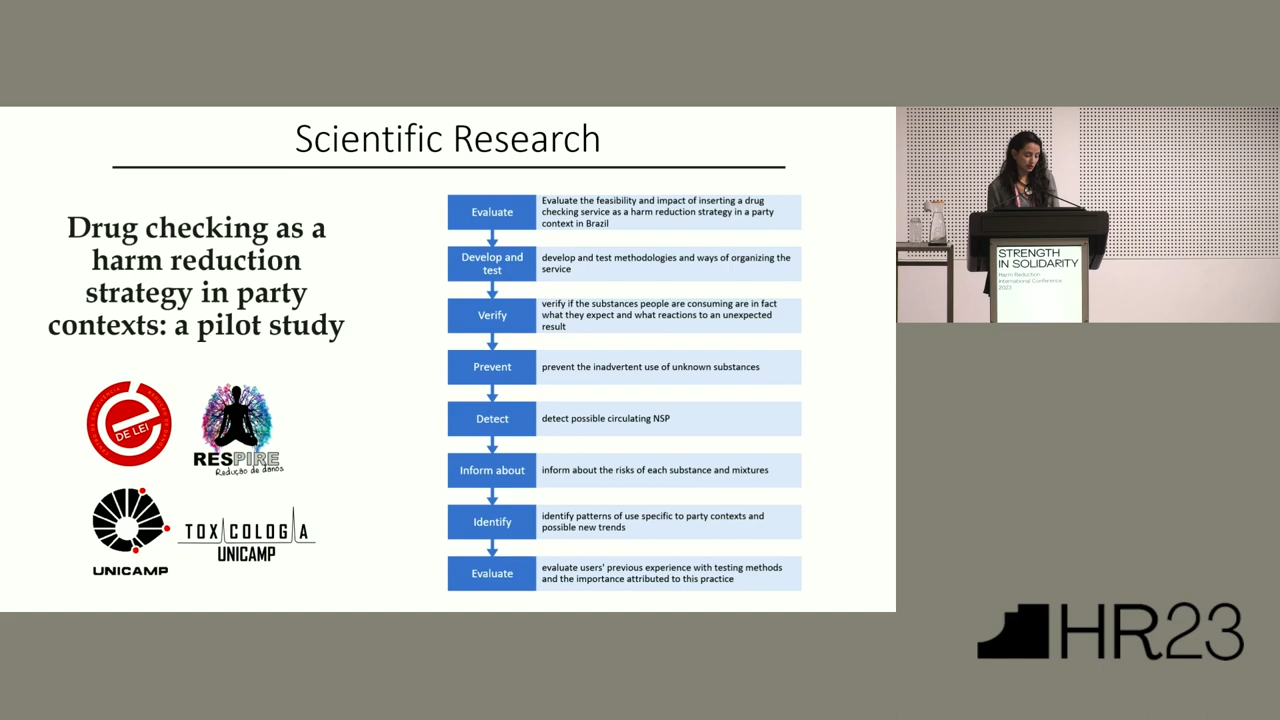 Scientific Research
Drug checking as a
harm reduction
strategy in party
contexts: a pilot study
DE LEI
RESPIRE
Redução de danos
UNICAMP
TOXICOLOGIA
UNICAMP
Evaluate
Evaluate the feasibility and impact of inserting a drug
checking service as a harm reduction strategy in a party
context in Brazil
Develop and
test
develop and test methodologies and ways of organizing the
service
Verify
verify if the substances people are consuming are in fact
what they expect and what reactions to an unexpected
result
Prevent
prevent the inadvertent use of unknown substances
Detect
detect possible circulating NSP
Inform about
inform about the risks of each substance and mixtures
Identify
identify patterns of use specific to party contexts and
possible new trends
Evaluate
evaluate users' previous experience with testing methods
and the importance attributed to this practice
STRENGTH
IN SOLIDARITY
Harm Reduction
International Conference
2023
HR23